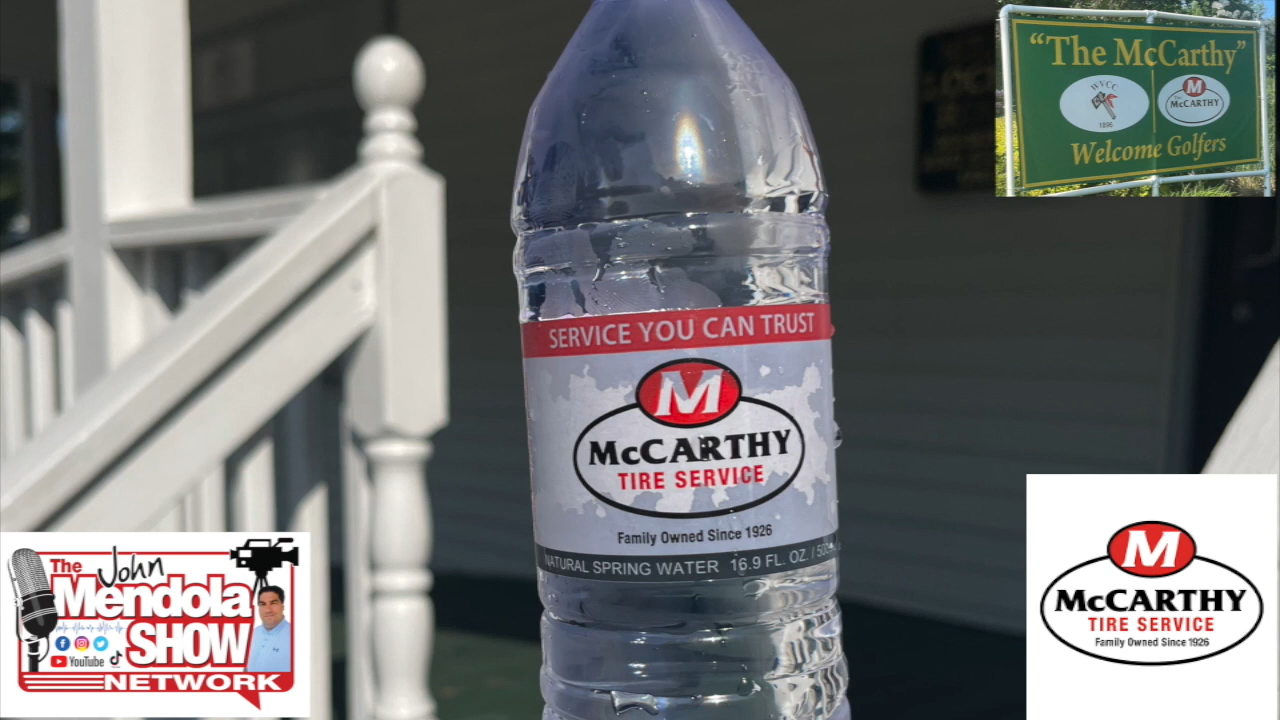 "The McCarthy"
WVCC
1896
M
McCARTHY
Welcome Golfers
SERVICE YOU CAN TRUST
M
McCARTHY
TIRE SERVICE
Family Owned Since 1926
NATURAL SPRING WATER 16.9 FL. OZ. / 500
The John
Mendola
SHOW
YouTube
NETWORK
M
McCARTHY
TIRE SERVICE
Family Owned Since 1926